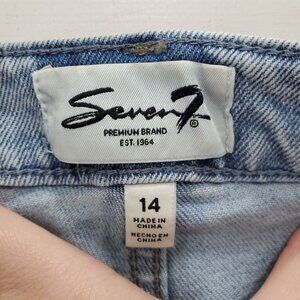 Seven7®
PREMIUM BRAND
EST. 1964
14
MADE IN
CHINA
HECHO EN
CHINA